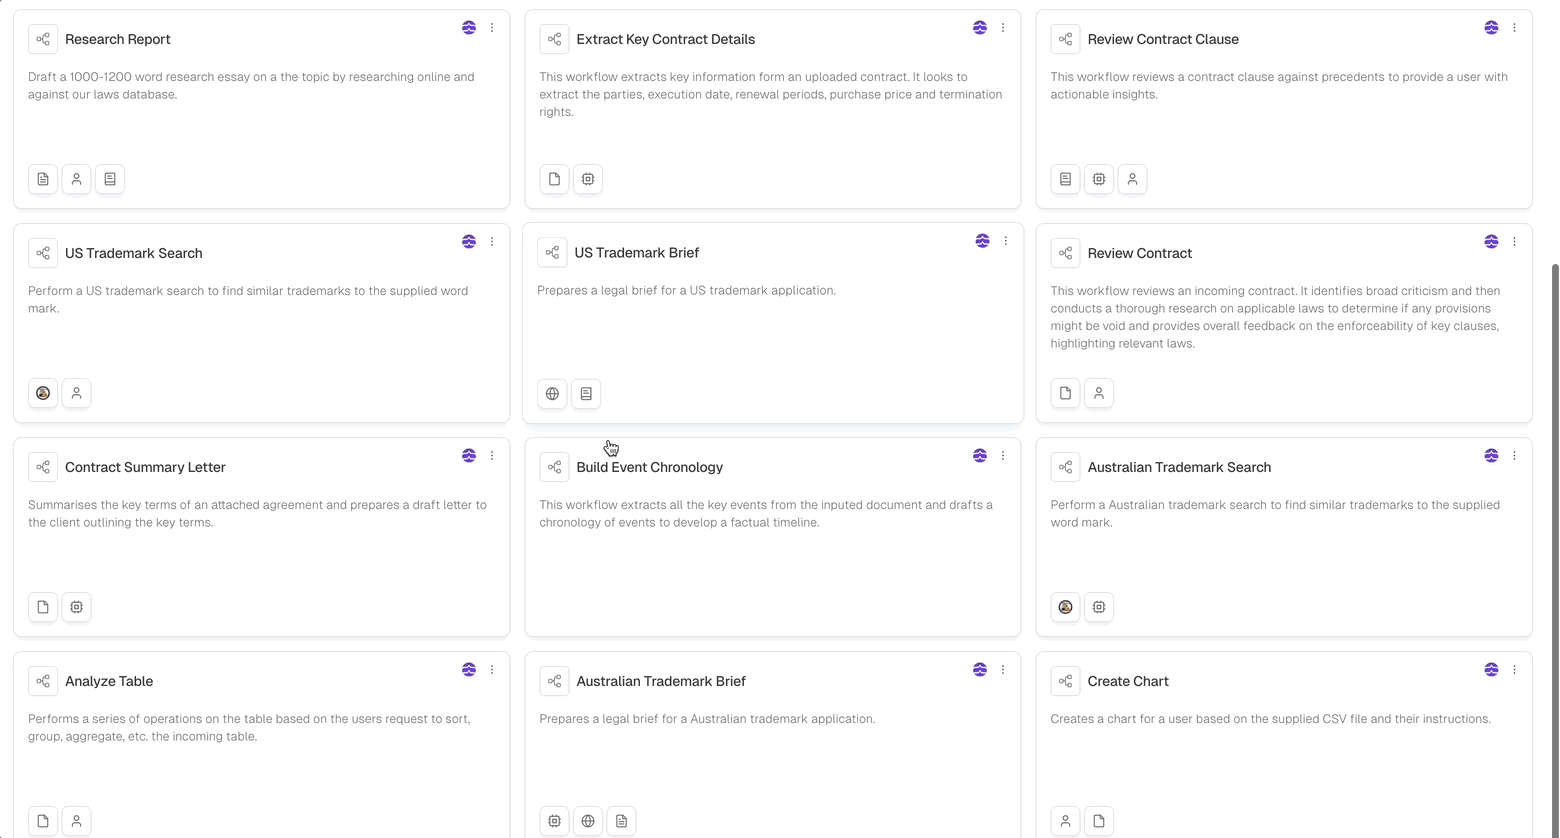 Research Report
Draft a 1000-1200 word research essay on a the topic by researching online and
against our laws database.
Extract Key Contract Details
This workflow extracts key information form an uploaded contract. It looks to
extract the parties, execution date, renewal periods, purchase price and termination
rights.
Review Contract Clause
This workflow reviews a contract clause against precedents to provide a user with
actionable insights.
US Trademark Search
Perform a US trademark search to find similar trademarks to the supplied word
mark.
US Trademark Brief
Prepares a legal brief for a US trademark application.
Review Contract
This workflow reviews an incoming contract. It identifies broad criticism and then
conducts a thorough research on applicable laws to determine if any provisions
might be void and provides overall feedback on the enforceability of key clauses,
highlighting relevant laws.
Contract Summary Letter
Summarises the key terms of an attached agreement and prepares a draft letter to
the client outlining the key terms.
Build Event Chronology
This workflow extracts all the key events from the inputed document and drafts a
chronology of events to develop a factual timeline.
Australian Trademark Search
Perform a Australian trademark search to find similar trademarks to the supplied
word mark.
Analyze Table
Performs a series of operations on the table based on the users request to sort,
group, aggregate, etc. the incoming table.
Australian Trademark Brief
Prepares a legal brief for a Australian trademark application.
Create Chart
Creates a chart for a user based on the supplied CSV file and their instructions.